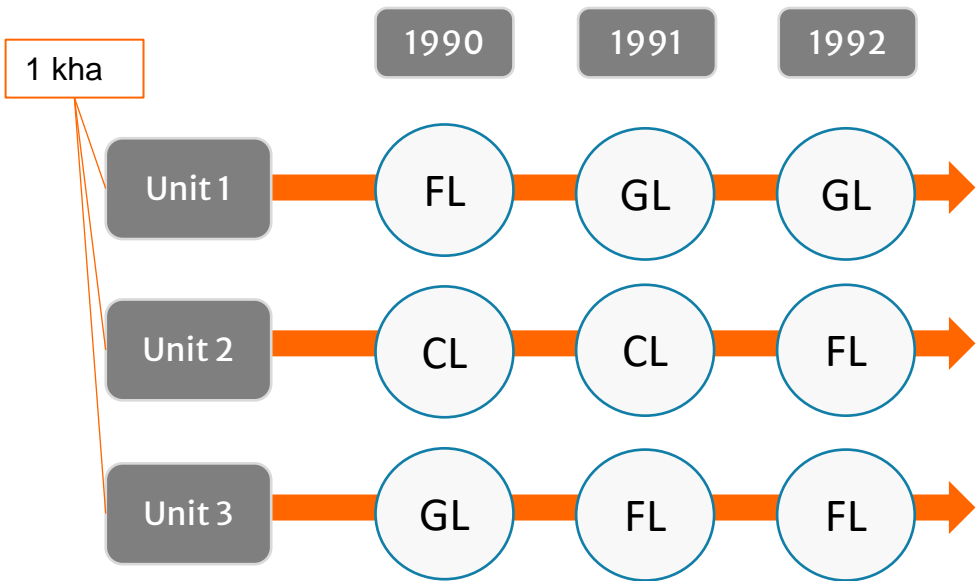 1990
1991
1992
1 kha
Unit 1
FL
GL
GL
Unit 2
CL
CL
FL
Unit 3
GL
FL
FL